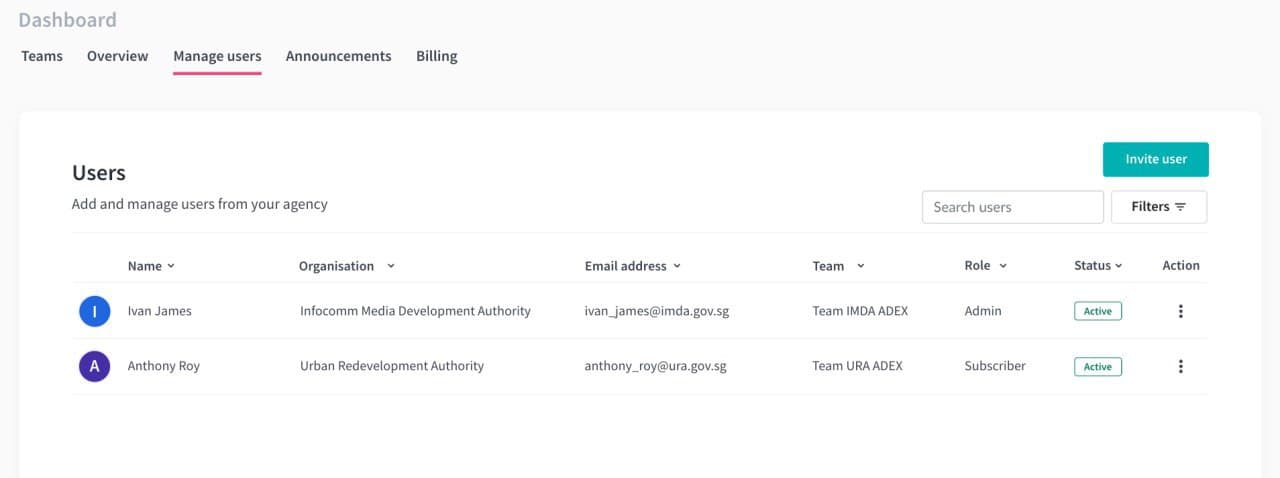 Dashboard
Teams Overview Manage users Announcements Billing
Invite user
Users
Add and manage users from your agency
Search users Filters
Name Organisation Email address Team Role Status Action
I Ivan James Infocomm Media Development Authority ivan_james@imda.gov.sg Team IMDA ADEX Admin Active
A Anthony Roy Urban Redevelopment Authority anthony_roy@ura.gov.sg Team URA ADEX Subscriber Active